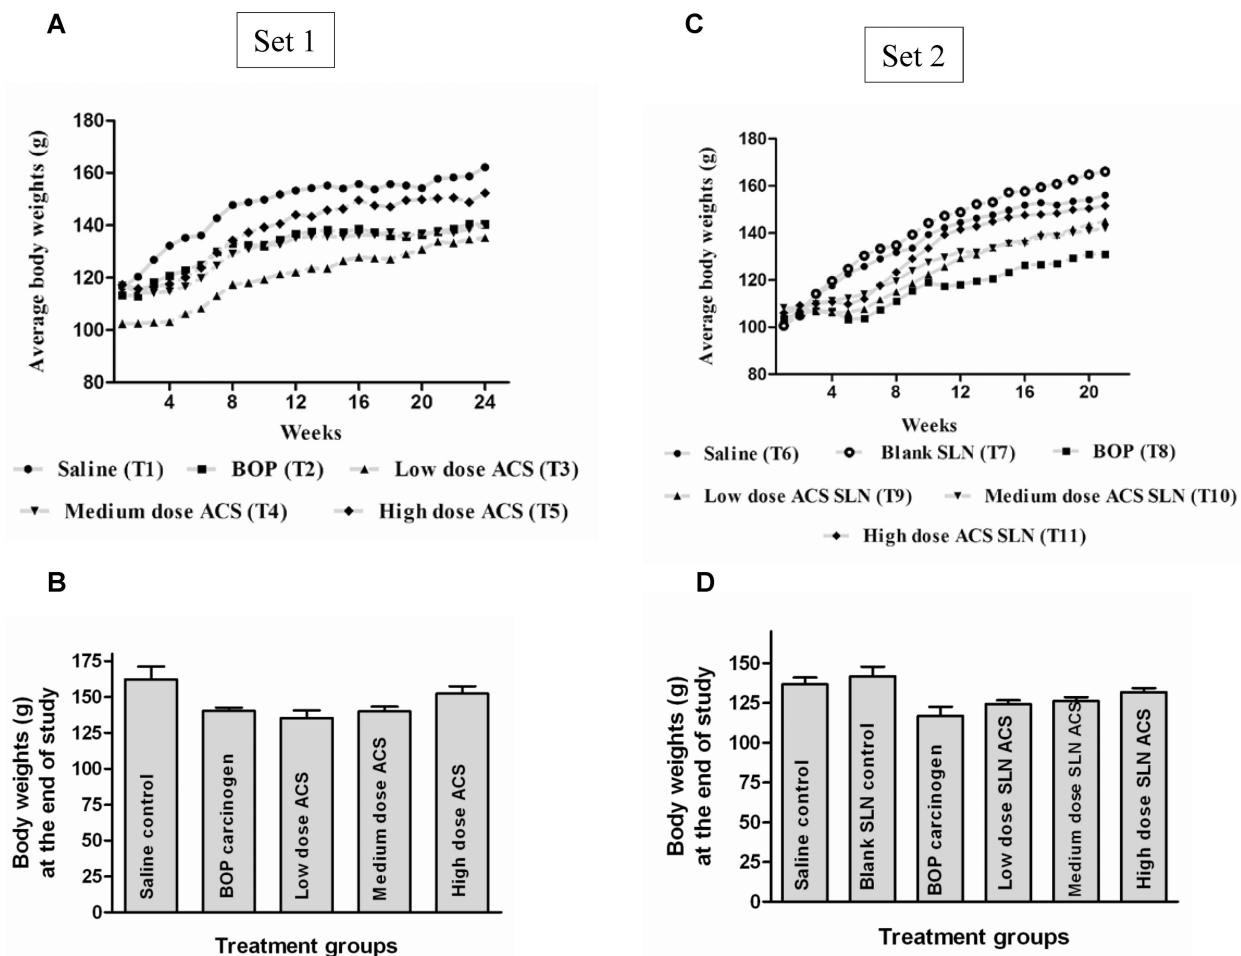 A
Set 1
Average body weights (g)
180
160
140
120
100
80
4
8
12
16
20
24
Weeks
Saline (T1)
BOP (T2)
Low dose ACS (T3)
Medium dose ACS (T4)
High dose ACS (T5)
C
Set 2
Average body weights (g)
180
160
140
120
100
80
4
8
12
16
20
Weeks
Saline (T6)
Blank SLN (T7)
BOP (T8)
Low dose ACS SLN (T9)
Medium dose ACS SLN (T10)
High dose ACS SLN (T11)
B
Body weights (g)
at the end of study
175
150
125
100
75
50
25
0
Saline control
BOP carcinogen
Low dose ACS
Medium dose ACS
High dose ACS
Treatment groups
D
Body weights (g)
at the end of study
150
125
100
75
50
25
0
Saline control
Blank SLN control
BOP carcinogen
Low dose SLN ACS
Medium dose SLN ACS
High dose SLN ACS
Treatment groups